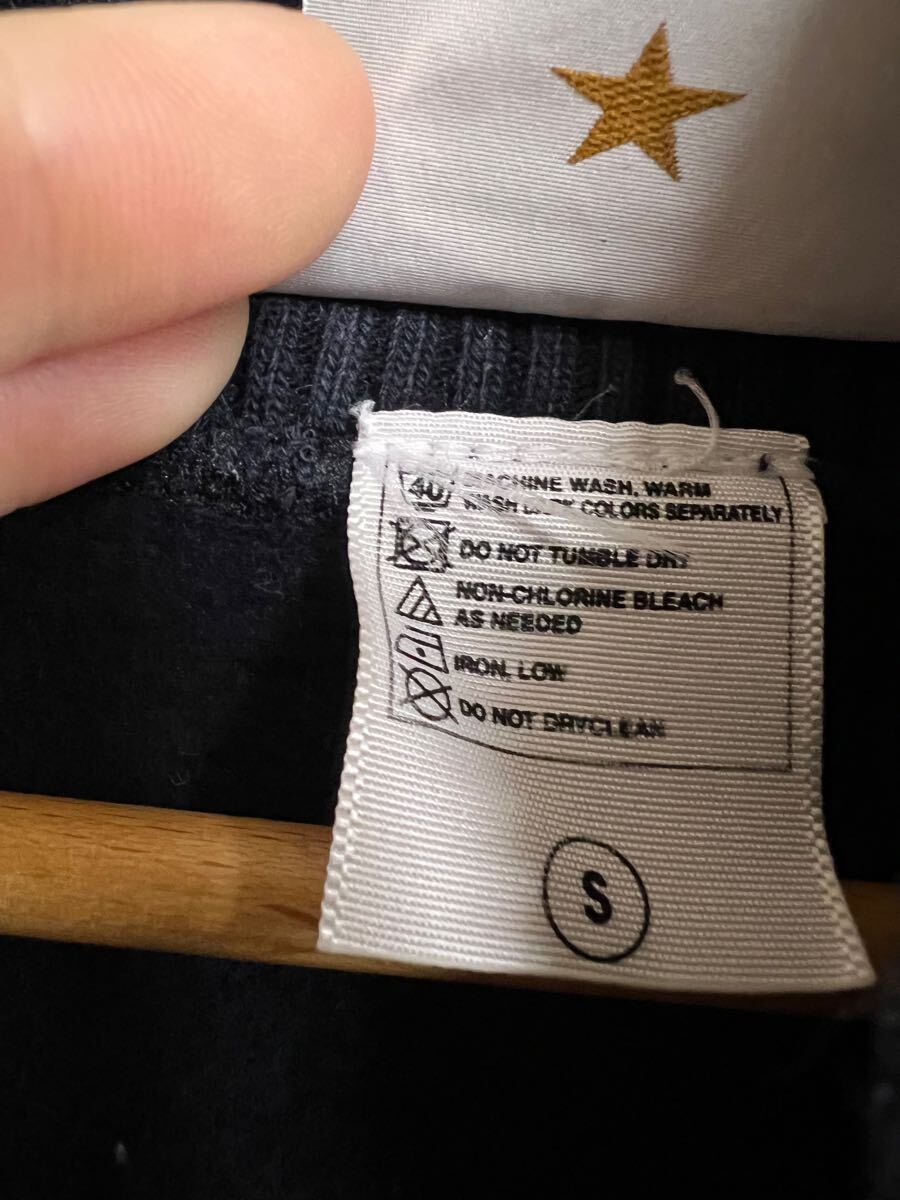 40 MACHINE WASH, WARM
WASH DARK COLORS SEPARATELY
DO NOT TUMBLE DRY
NON-CHLORINE BLEACH
AS NEEDED
IRON, LOW
DO NOT DRYCLEAN
S